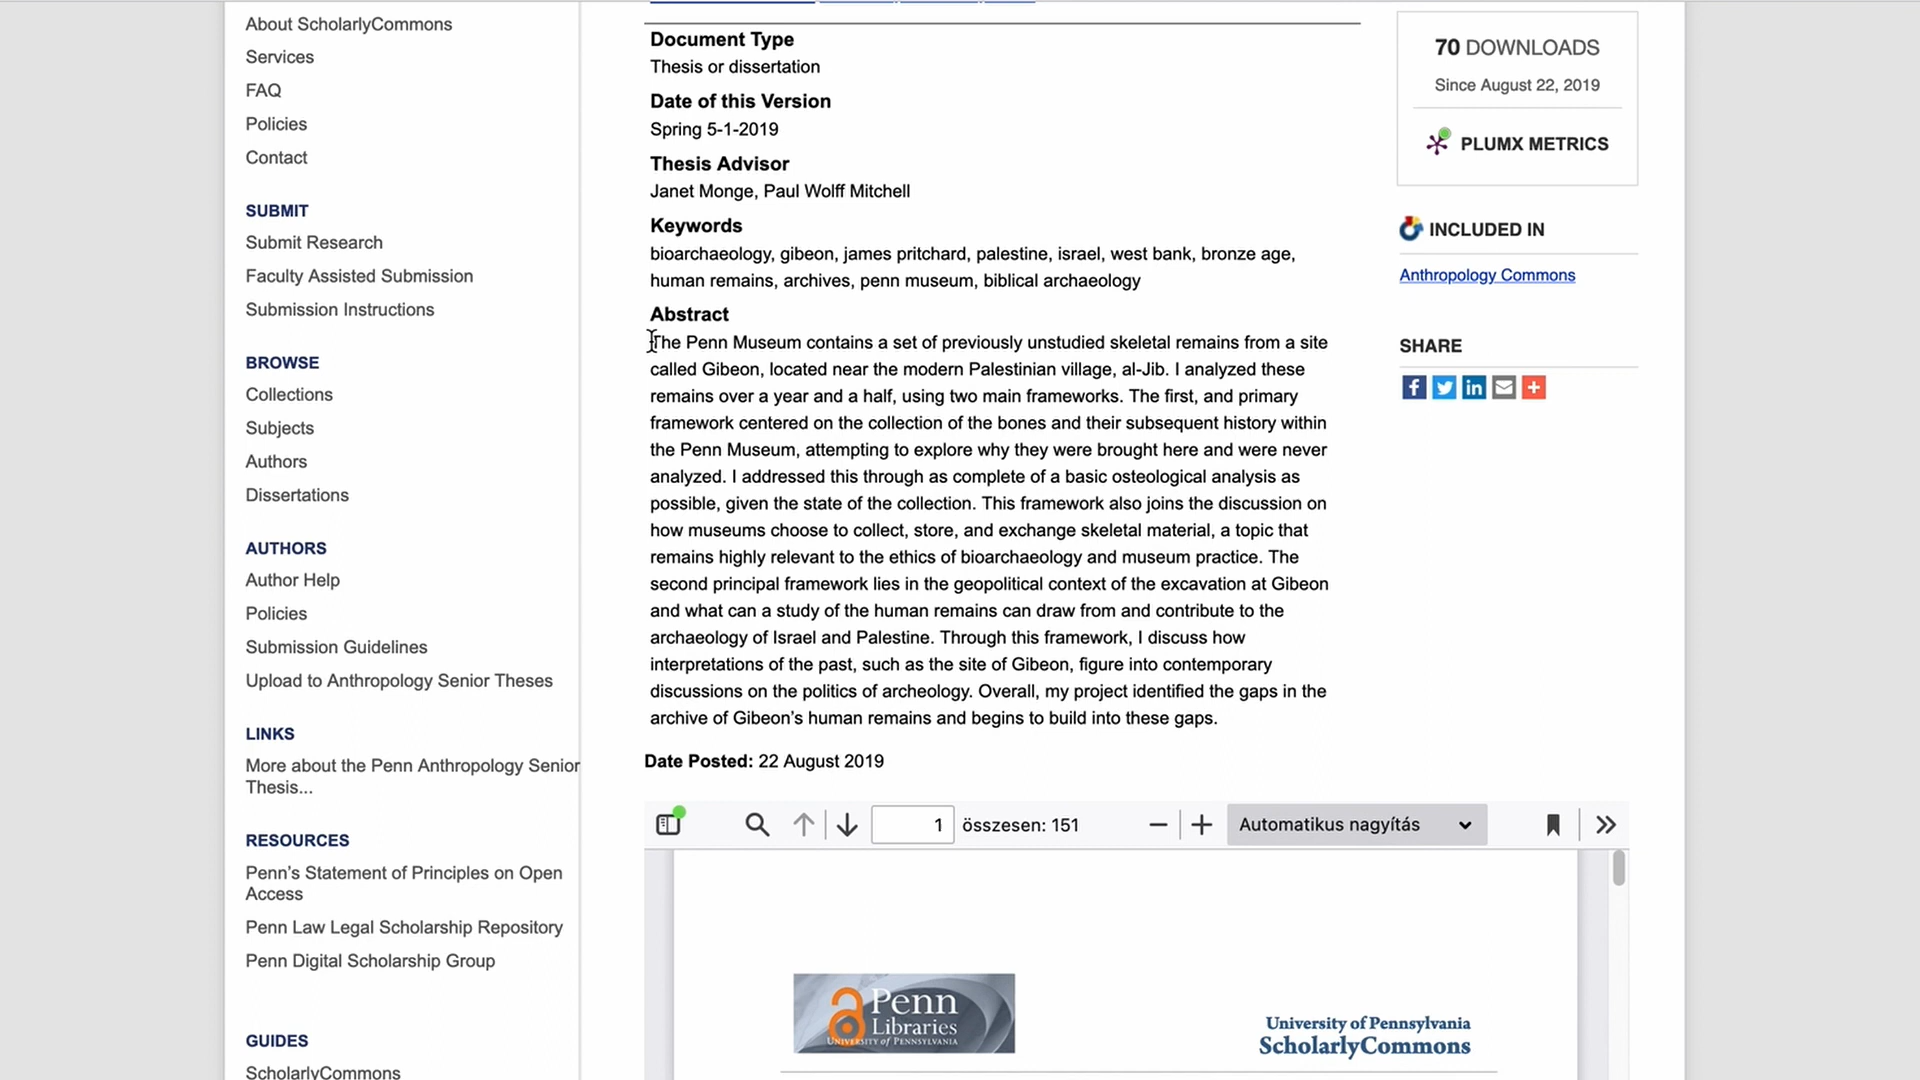 About ScholarlyCommons
Services
FAQ
Policies
Contact
SUBMIT
Submit Research
Faculty Assisted Submission
Submission Instructions
BROWSE
Collections
Subjects
Authors
Dissertations
AUTHORS
Author Help
Policies
Submission Guidelines
Upload to Anthropology Senior Theses
LINKS
More about the Penn Anthropology Senior
Thesis...
RESOURCES
Penn’s Statement of Principles on Open
Access
Penn Law Legal Scholarship Repository
Penn Digital Scholarship Group
GUIDES
ScholarlyCommons
Document Type
Thesis or dissertation
Date of this Version
Spring 5-1-2019
Thesis Advisor
Janet Monge, Paul Wolff Mitchell
Keywords
bioarchaeology, gibeon, james pritchard, palestine, israel, west bank, bronze age,
human remains, archives, penn museum, biblical archaeology
Abstract
The Penn Museum contains a set of previously unstudied skeletal remains from a site
called Gibeon, located near the modern Palestinian village, al-Jib. I analyzed these
remains over a year and a half, using two main frameworks. The first, and primary
framework centered on the collection of the bones and their subsequent history within
the Penn Museum, attempting to explore why they were brought here and were never
analyzed. I addressed this through as complete of a basic osteological analysis as
possible, given the state of the collection. This framework also joins the discussion on
how museums choose to collect, store, and exchange skeletal material, a topic that
remains highly relevant to the ethics of bioarchaeology and museum practice. The
second principal framework lies in the geopolitical context of the excavation at Gibeon
and what can a study of the human remains can draw from and contribute to the
archaeology of Israel and Palestine. Through this framework, I discuss how
interpretations of the past, such as the site of Gibeon, figure into contemporary
discussions on the politics of archeology. Overall, my project identified the gaps in the
archive of Gibeon’s human remains and begins to build into these gaps.
Date Posted: 22 August 2019
1 összesen: 151 Automatikus nagyítás
Penn
Libraries
UNIVERSITY of PENNSYLVANIA
University of Pennsylvania
ScholarlyCommons
70 DOWNLOADS
Since August 22, 2019
PLUMX METRICS
INCLUDED IN
Anthropology Commons
SHARE